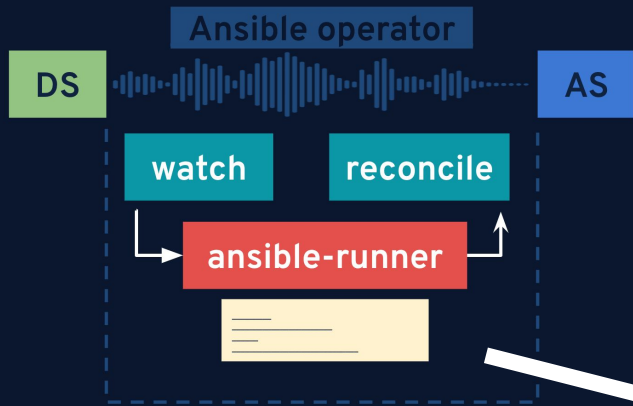 Ansible operator
DS
AS
watch
reconcile
ansible-runner